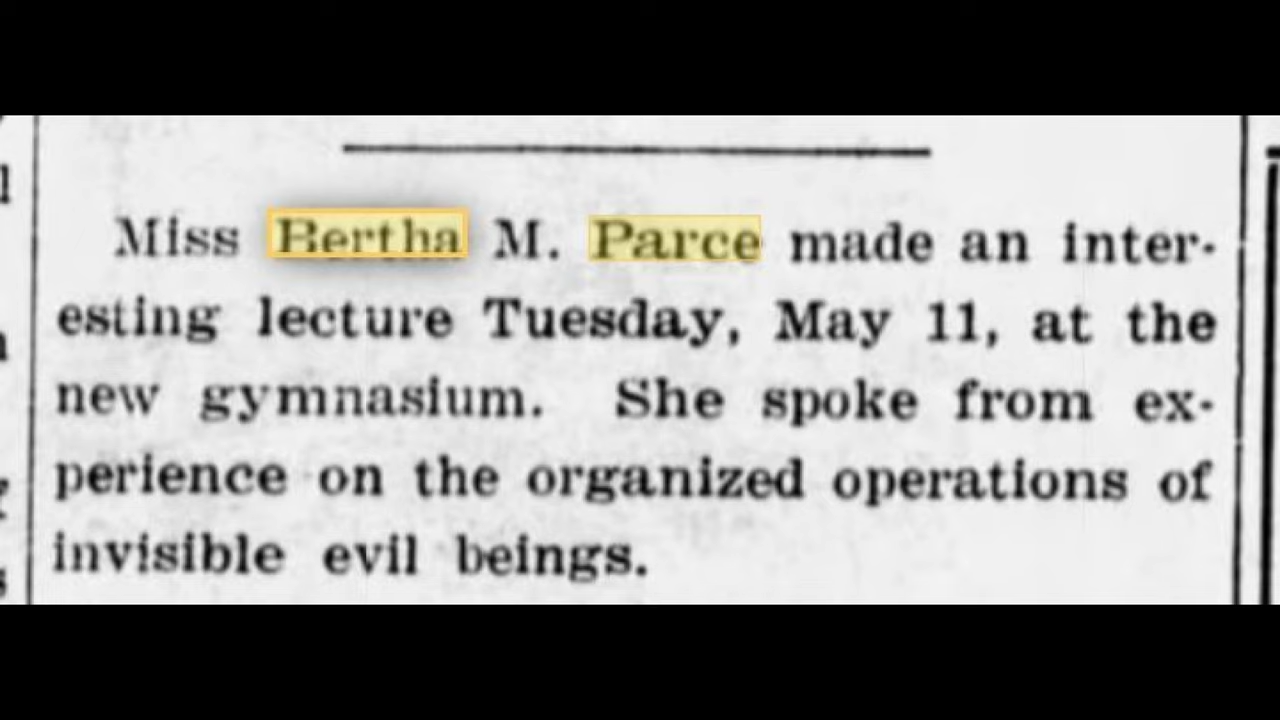 Miss Bertha M. Parce made an inter-
esting lecture Tuesday, May 11, at the
new gymnasium. She spoke from ex-
perience on the organized operations of
invisible evil beings.